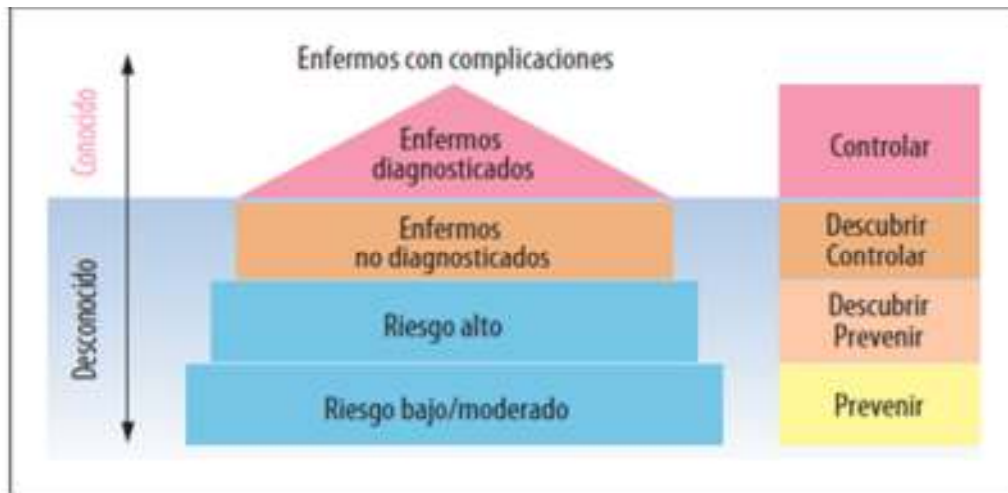 Enfermos con complicaciones
Conocido
Desconocido
Enfermos
diagnosticados
Controlar
Enfermos
no diagnosticados
Descubrir
Controlar
Riesgo alto
Descubrir
Prevenir
Riesgo bajo/moderado
Prevenir